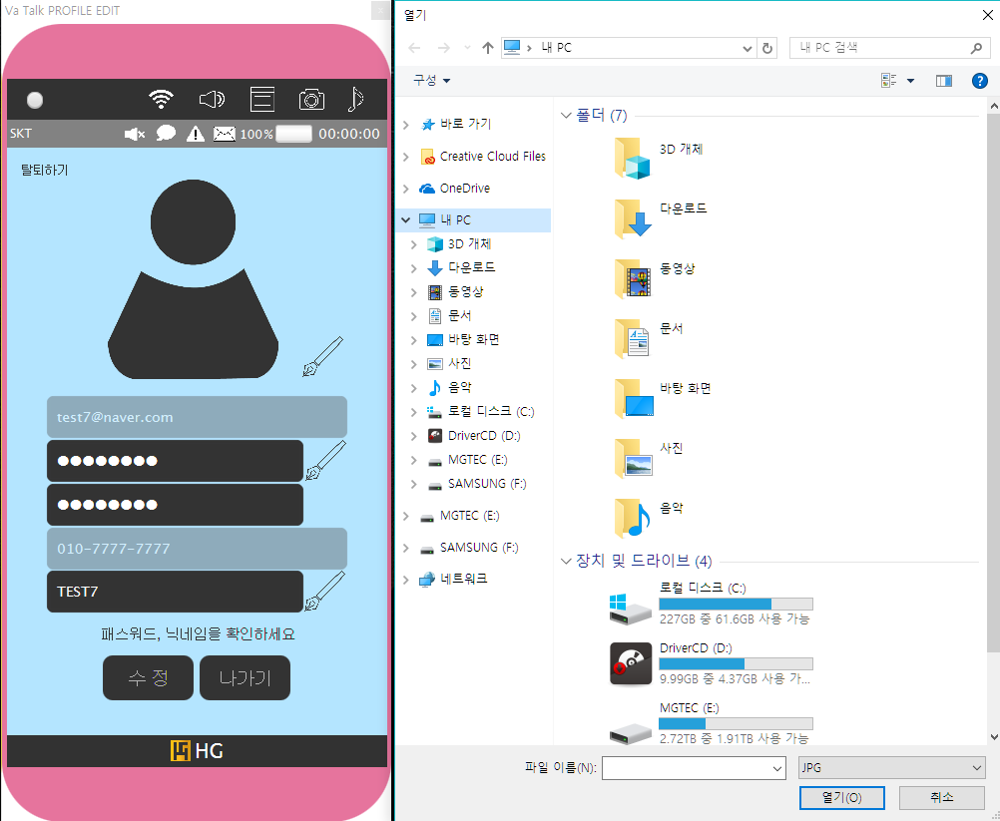 Va Talk PROFILE EDIT
SKT
100%
00:00:00
탈퇴하기
test7@naver.com
●●●●●●●●
●●●●●●●●
010-7777-7777
TEST7
패스워드, 닉네임을 확인하세요
수 정
나가기
HG
열기
내 PC
내 PC 검색
구성
바로 가기
Creative Cloud Files
OneDrive
내 PC
3D 개체
다운로드
동영상
문서
바탕 화면
사진
음악
로컬 디스크 (C:)
DriverCD (D:)
MGTEC (E:)
SAMSUNG (F:)
MGTEC (E:)
SAMSUNG (F:)
네트워크
폴더 (7)
3D 개체
다운로드
동영상
문서
바탕 화면
사진
음악
장치 및 드라이브 (4)
로컬 디스크 (C:)
227GB 중 61.6GB 사용 가능
DriverCD (D:)
9.99GB 중 4.37GB 사용 가...
MGTEC (E:)
2.72TB 중 1.91TB 사용 가능
파일 이름(N):
JPG
열기(O)
취소